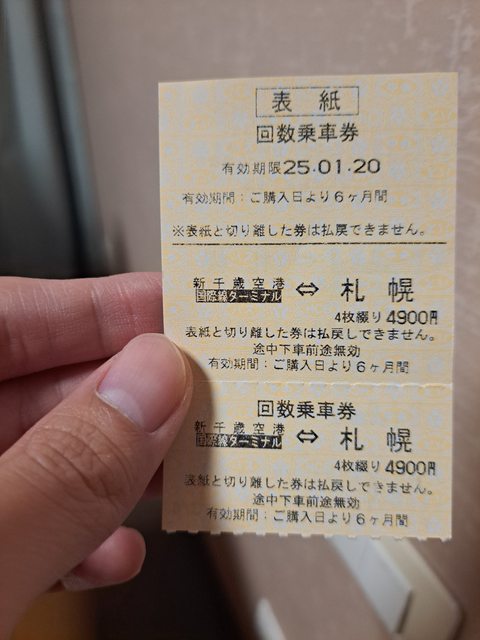 表紙
回数乗車券
有効期限25.01.20
有効期間：ご購入日より6ヶ月間
※表紙と切り離した券は払戻できません。
新千歳空港
国際線ターミナル ⇔ 札幌
4枚綴り4900円
表紙と切り離した券は払戻しできません。
途中下車前途無効
有効期間：ご購入日より6ヶ月間
回数乗車券
新千歳空港
国際線ターミナル ⇔ 札幌
4枚綴り4900円
表紙と切り離した券は払戻しできません。
途中下車前途無効
有効期間：ご購入日より6ヶ月間